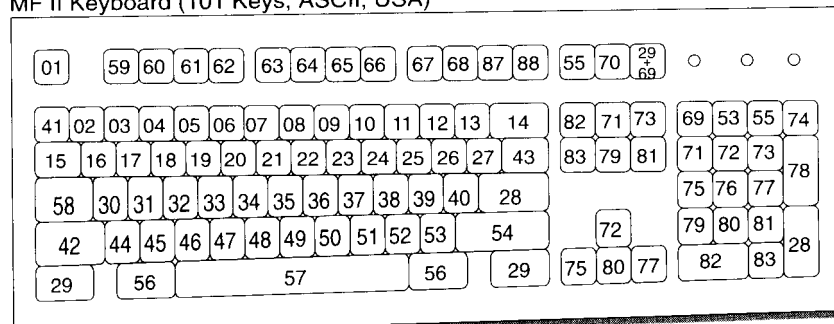 MF II Keyboard (101 Keys, ASCII, USA)
01 59 60 61 62 63 64 65 66 67 68 87 88 55 70 29 + 69
41 02 03 04 05 06 07 08 09 10 11 12 13 14 82 71 73 69 53 55 74
15 16 17 18 19 20 21 22 23 24 25 26 27 43 83 79 81 71 72 73 78
58 30 31 32 33 34 35 36 37 38 39 40 28 75 76 77
42 44 45 46 47 48 49 50 51 52 53 54 72 79 80 81 28
29 56 57 56 29 75 80 77 82 83